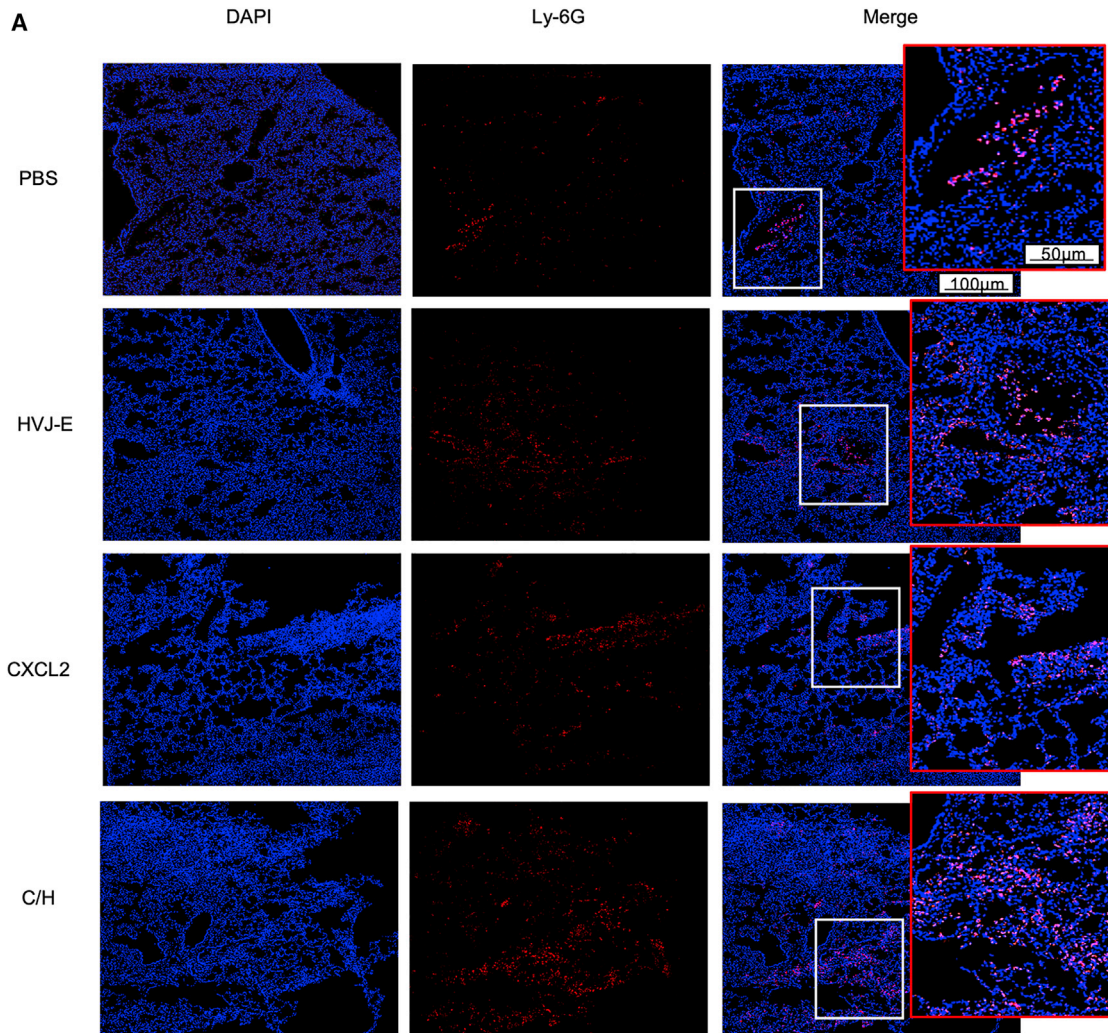 A
DAPI
Ly-6G
Merge
PBS
50μm
100μm
HVJ-E
CXCL2
C/H